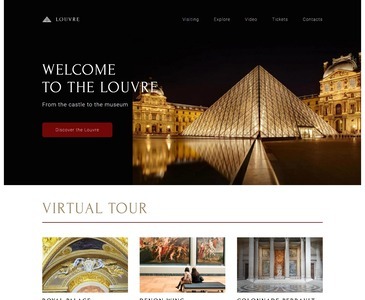 LOUVRE
Visiting Explore Video Tickets Contacts
WELCOME
TO THE LOUVRE
From the castle to the museum
Discover the Louvre
VIRTUAL TOUR
ROYAL PALACE DENON WING COLONNADE PERRAULT